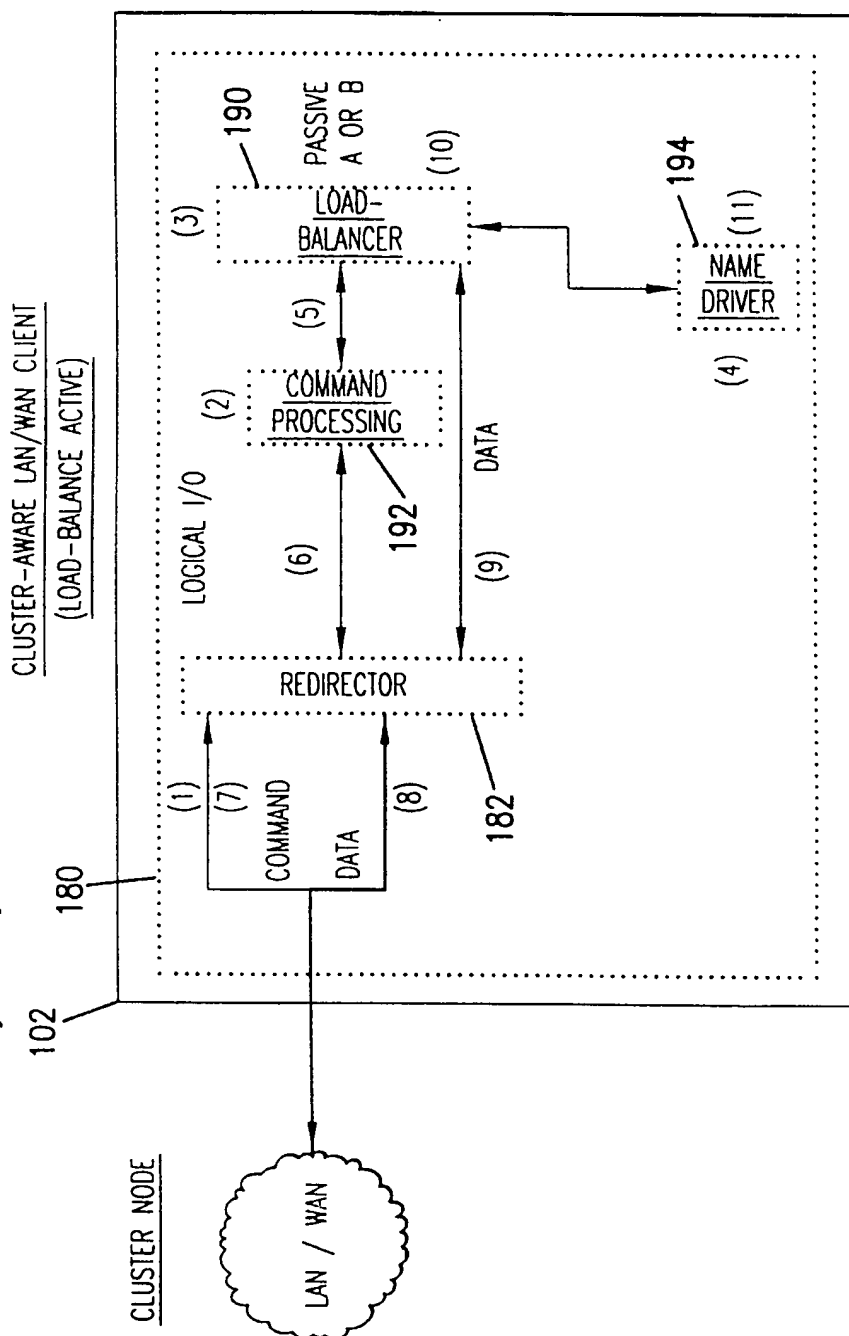 CLUSTER-AWARE LAN/WAN CLIENT
(LOAD-BALANCE ACTIVE)
CLUSTER NODE
LAN / WAN
102
180
(1)
(7)
COMMAND
DATA
(8)
182
REDIRECTOR
LOGICAL I/O
(6)
(9)
DATA
192
(2)
COMMAND
PROCESSING
(5)
(3)
LOAD-
BALANCER
190
PASSIVE
A OR B
(10)
(4)
NAME
DRIVER
194
(11)